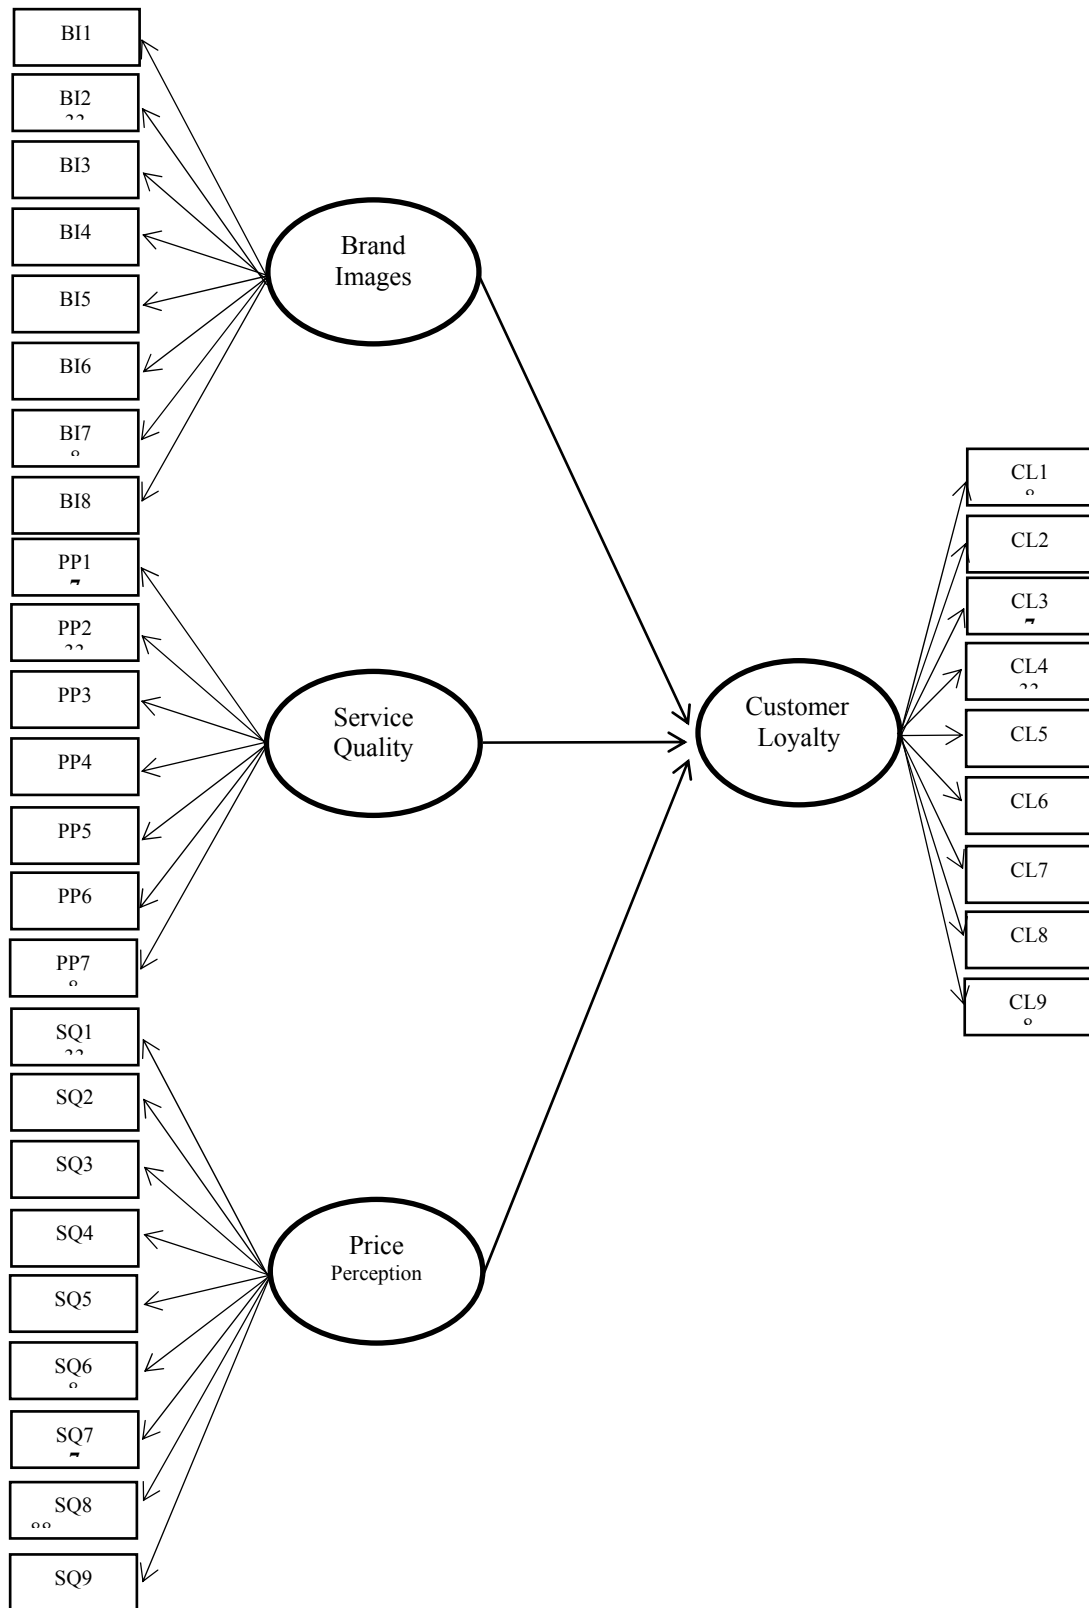 BI1
BI2
BI3
BI4
BI5
BI6
BI7
BI8
Brand
Images
PP1
PP2
PP3
PP4
PP5
PP6
PP7
Service
Quality
SQ1
SQ2
SQ3
SQ4
SQ5
SQ6
SQ7
SQ8
SQ9
Price
Perception
Customer
Loyalty
CL1
CL2
CL3
CL4
CL5
CL6
CL7
CL8
CL9